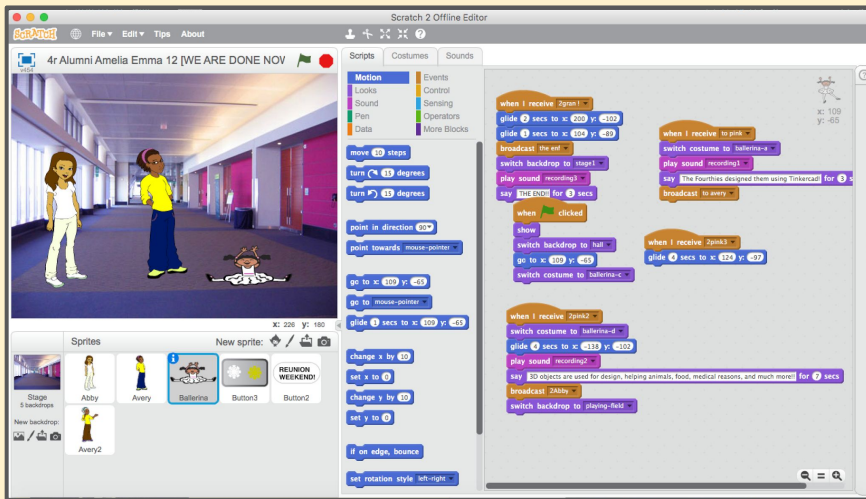 Scratch 2 Offline Editor
SCRATCH File Edit Tips About
v454
4r Alumni Amelia Emma 12 [WE ARE DONE NOV
x: 226 y: 180
Sprites New sprite:
Stage
5 backdrops
New backdrop:
Abby
Avery
Ballerina
Button3
REUNION
WEEKEND!
Button2
Avery2
Scripts Costumes Sounds
Motion Events
Looks Control
Sound Sensing
Pen Operators
Data More Blocks
move 10 steps
turn 15 degrees
turn 15 degrees
point in direction 90
point towards mouse-pointer
go to x: 109 y: -65
go to mouse-pointer
glide 1 secs to x: 109 y: -65
change x by 10
set x to 0
change y by 10
set y to 0
if on edge, bounce
set rotation style left-right
x: 109
y: -65
when I receive 2gran !
glide 2 secs to x: 200 y: -102
glide 1 secs to x: 104 y: -89
broadcast the enf
switch backdrop to stage1
play sound recording3
say THE END!! for 3 secs
when clicked
show
switch backdrop to hall
go to x: 109 y: -65
switch costume to ballerina-c
when I receive to pink
switch costume to ballerina-a
play sound recording1
say The Fourthies designed them using Tinkercad! for 3 s
broadcast to avery
when I receive 2pink3
glide 4 secs to x: 124 y: -97
when I receive 2pink2
switch costume to ballerina-d
glide 4 secs to x: -138 y: -102
play sound recording2
say 3D objects are used for design, helping animals, food, medical reasons, and much more!! for 7 secs
broadcast 2Abby
switch backdrop to playing-field